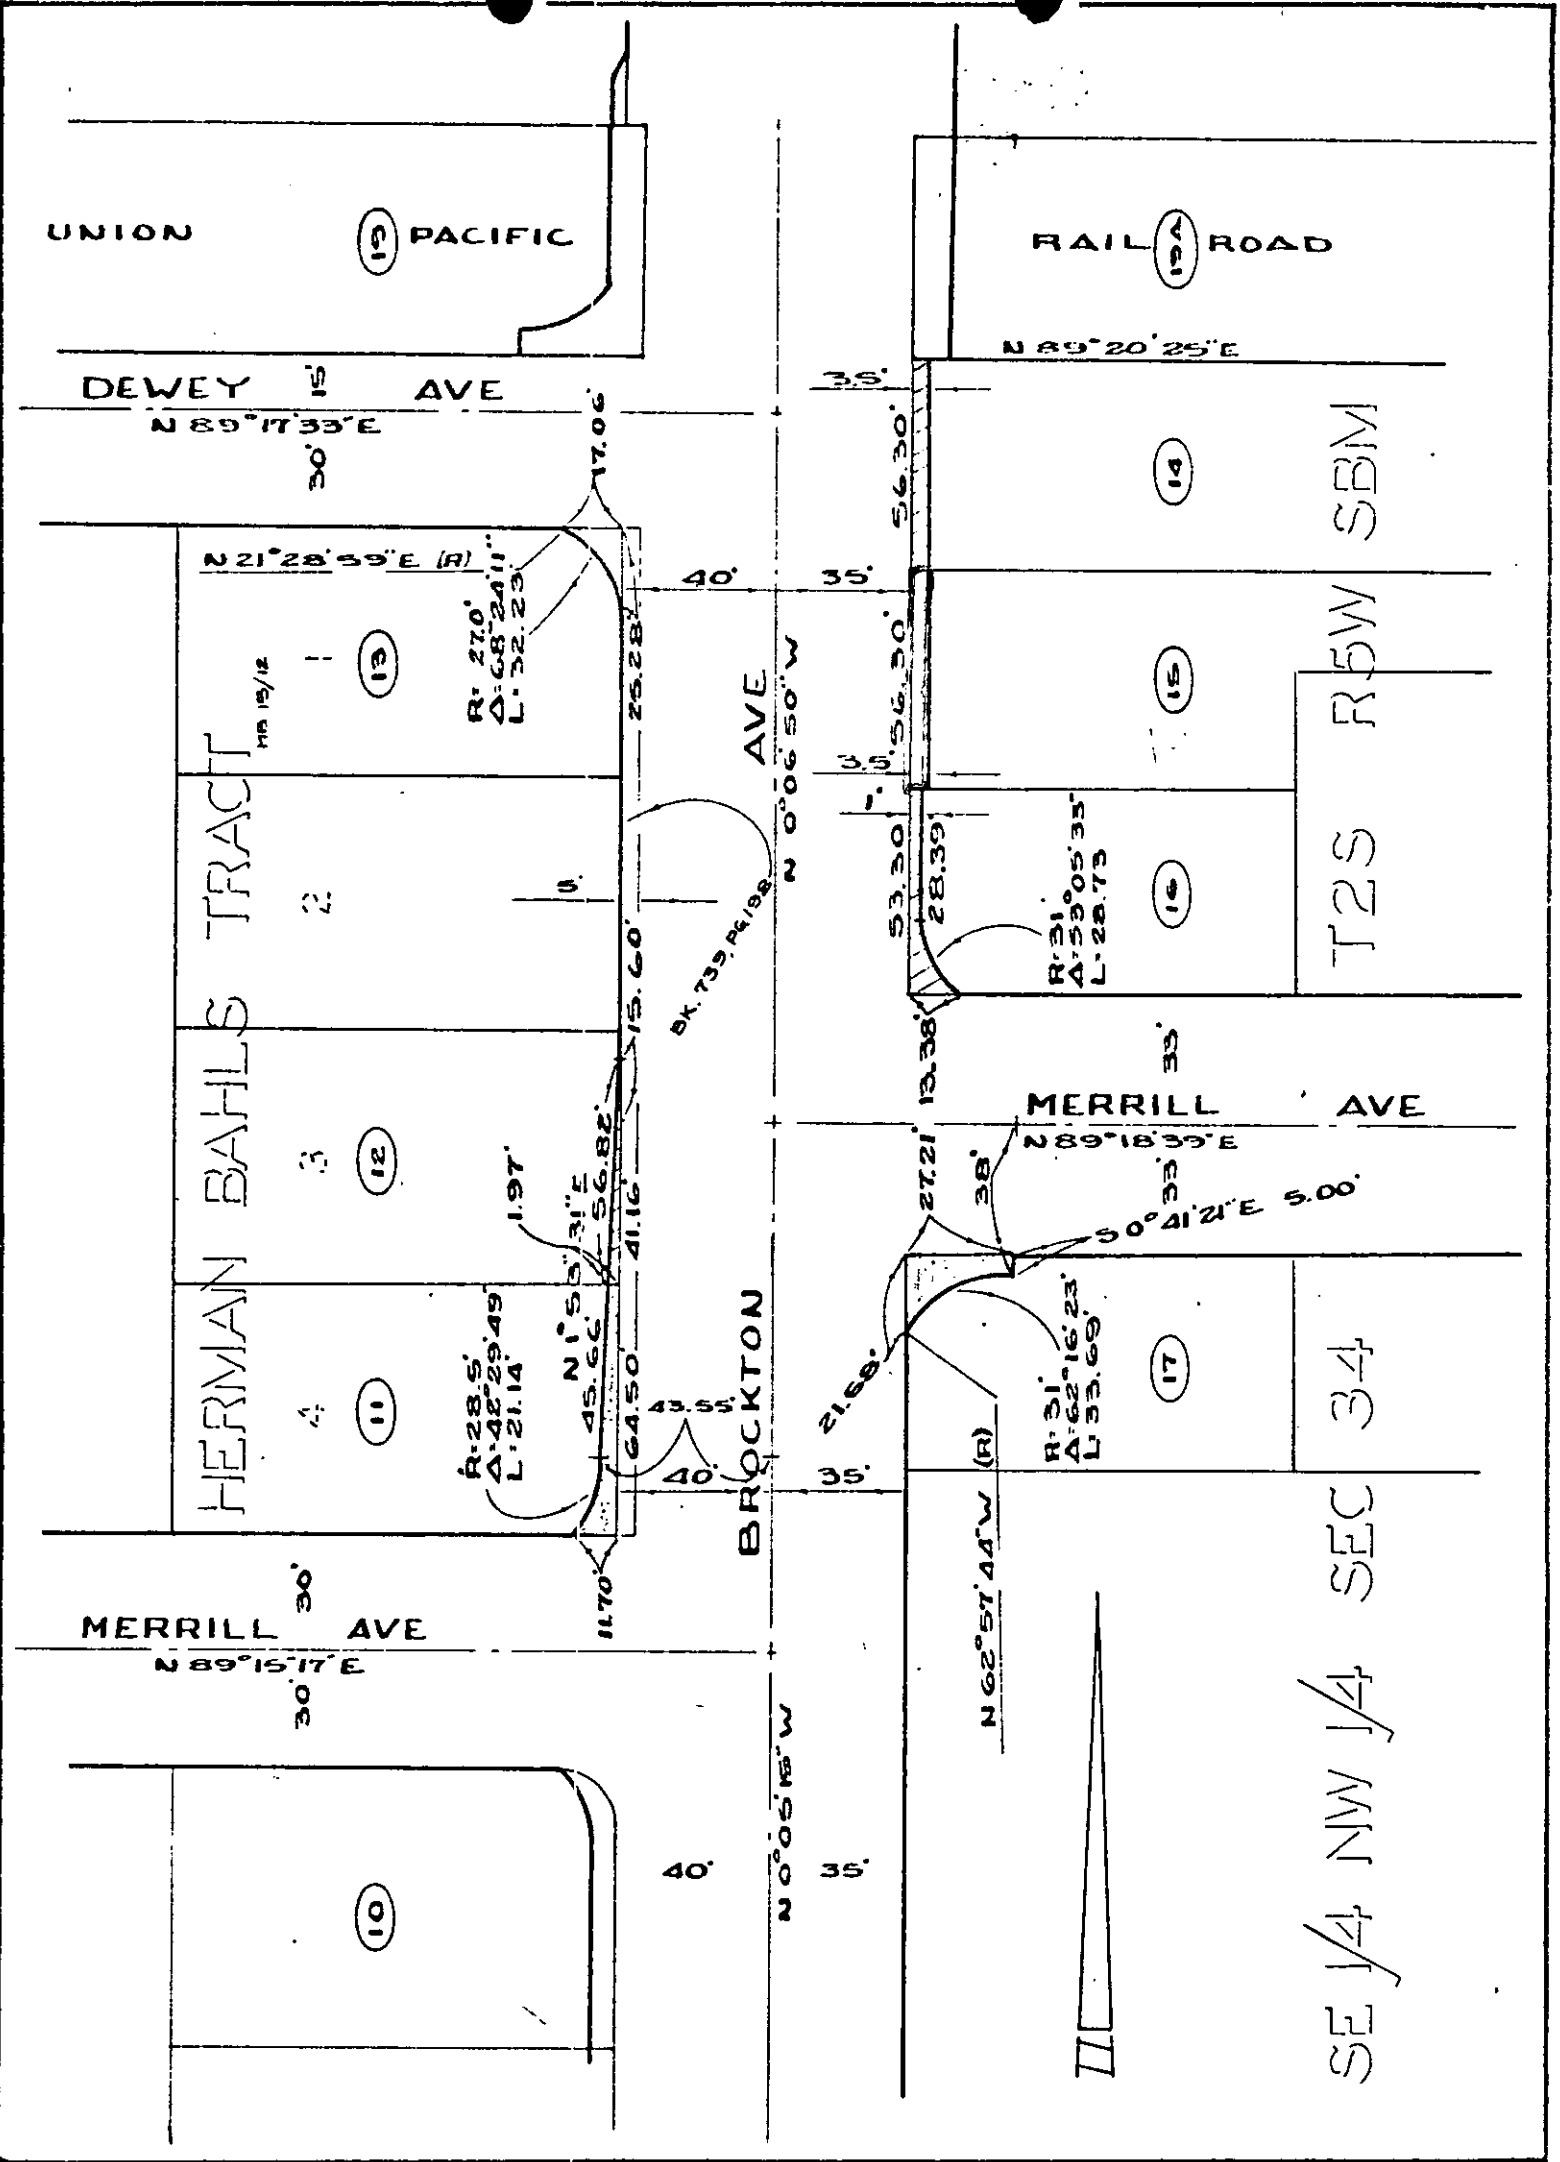 UNION (19) PACIFIC
RAIL (19A) ROAD
N 89°20'25"E
DEWEY AVE
15'
N 89°17'33"E
30'
17.06'
3.5'
56.30'
14
SBM
N 21°28'59"E (R)
R= 27.0'
Δ=68°24'11"
L=32.23'
40'
35'
1
13
MB 15/12
25.28'
56.30'
15
R5W
AVE
N 0°06'50"W
3.5'
1'
HERMAN BAHLS TRACT
2
5'
BK. 739, PG 198
15.60'
53.30'
28.39'
R=31'
Δ=53°05'35"
L=28.73
16
T2S
13.38'
33'
MERRILL AVE
N 89°18'39"E
33'
3
12
1.97'
N 1°53'31"E
56.82'
41.16'
27.21'
38'
S 0°41'21"E 5.00'
4
11
R=28.5'
Δ=42°29'49"
L=21.14'
45.66'
64.50'
43.55'
40'
BROCKTON
35'
21.68'
R=31'
Δ=62°16'23"
L=33.69'
17
N 62°57'44"W (R)
11.70'
30'
MERRILL AVE
N 89°15'17"E
30'
10
40'
N 0°05'15"W
35'
SE 1/4 NW 1/4 SEC 34